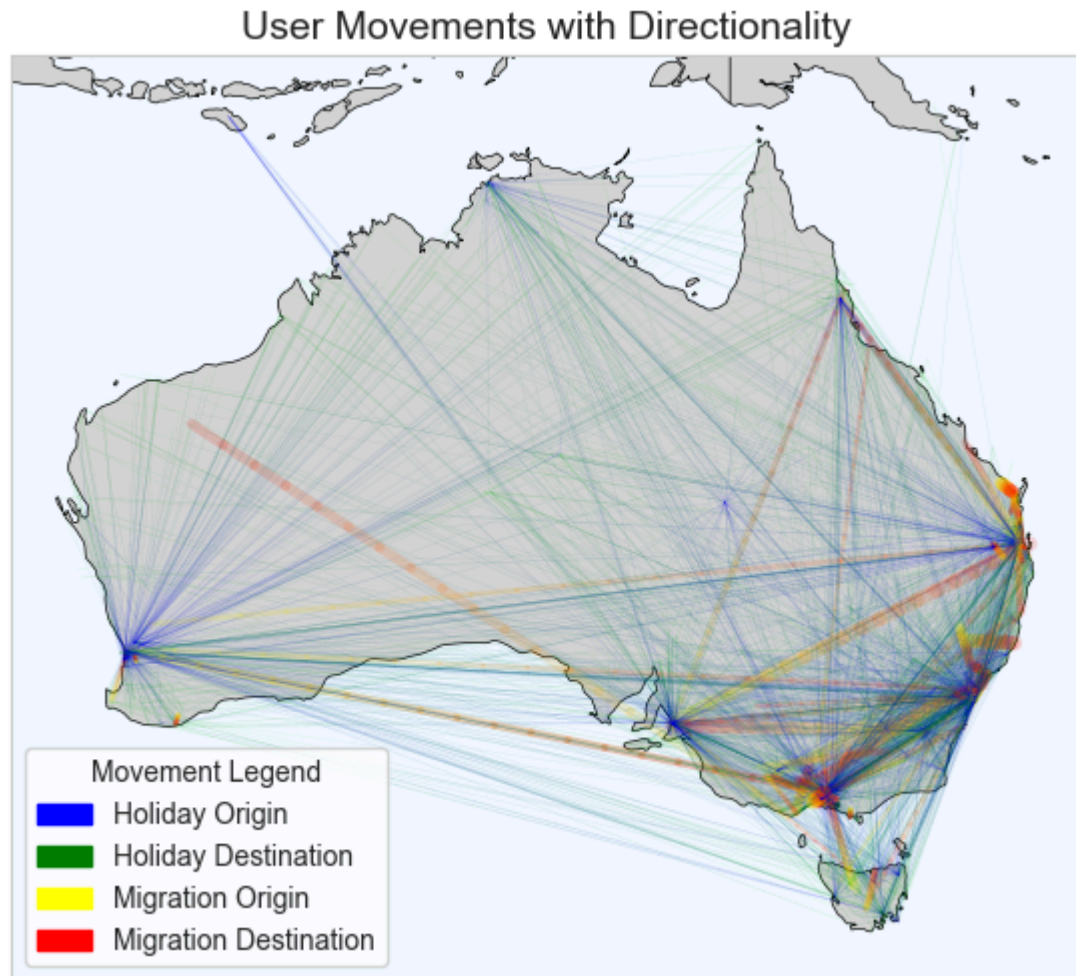 User Movements with Directionality
Movement Legend
Holiday Origin
Holiday Destination
Migration Origin
Migration Destination